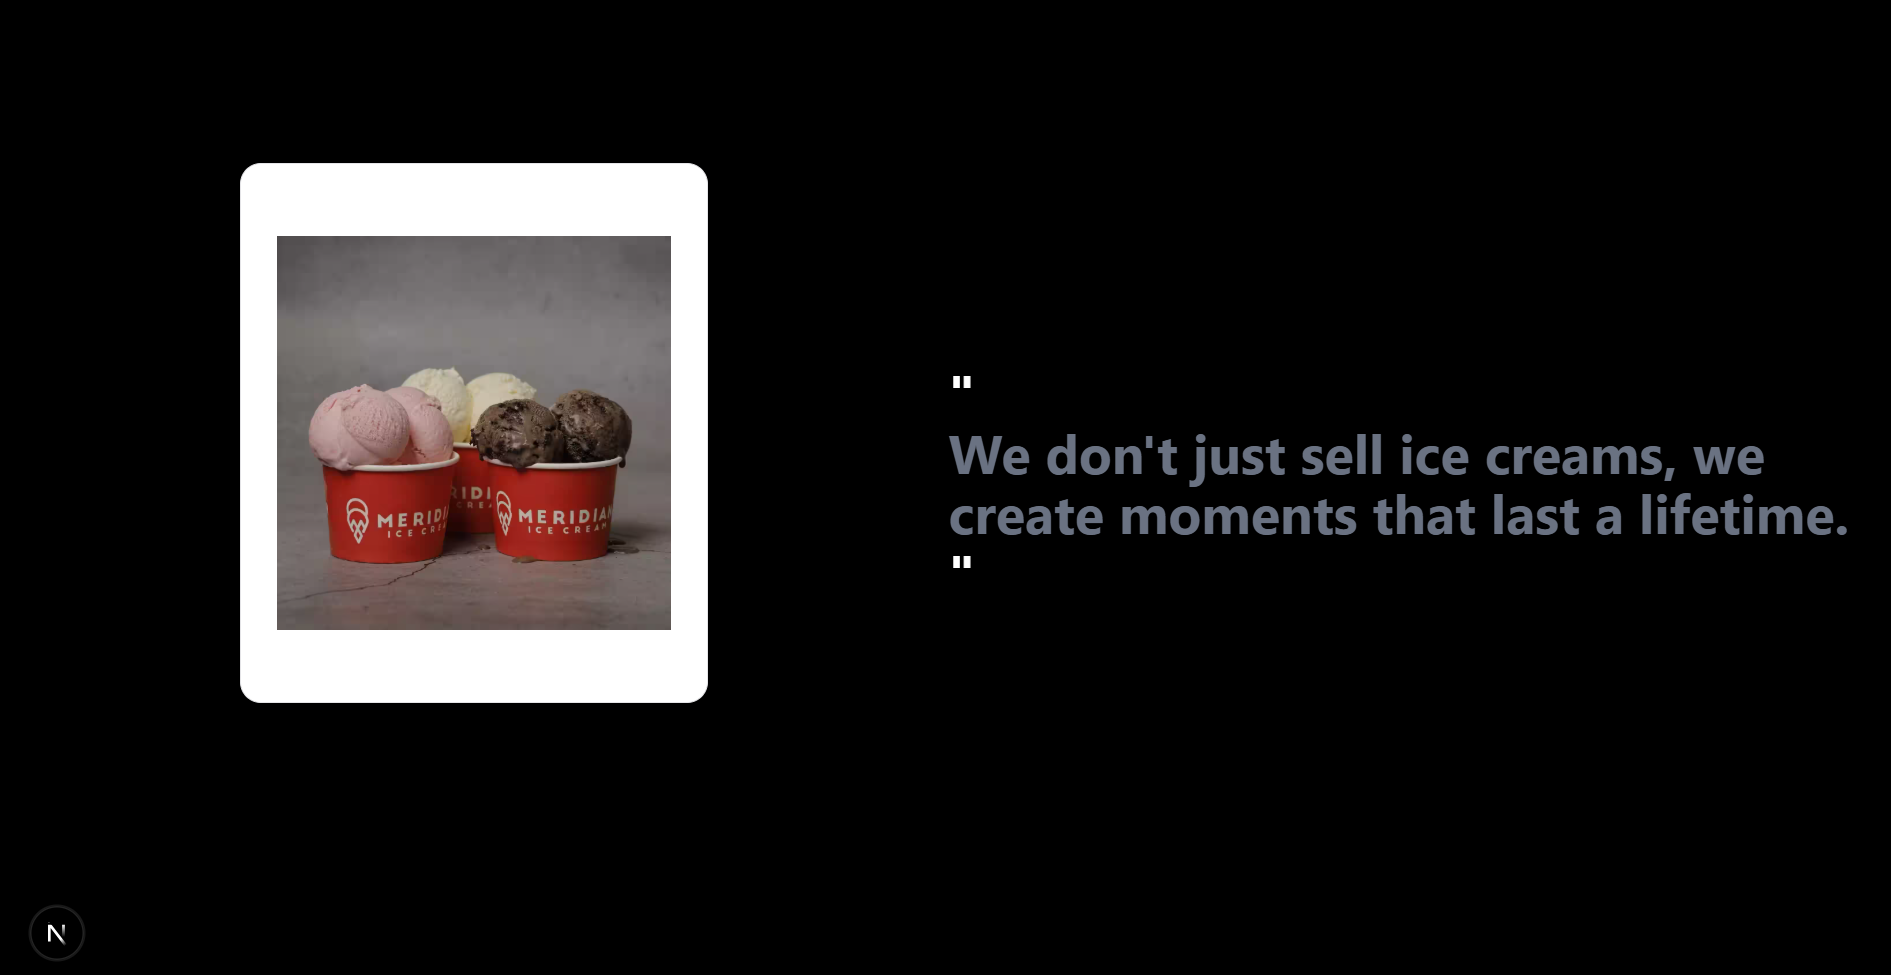 MERIDI
ICE CREA
RIDI
CREA
MERIDIAN
ICE CREAM
"
We don't just sell ice creams, we
create moments that last a lifetime.
"
N